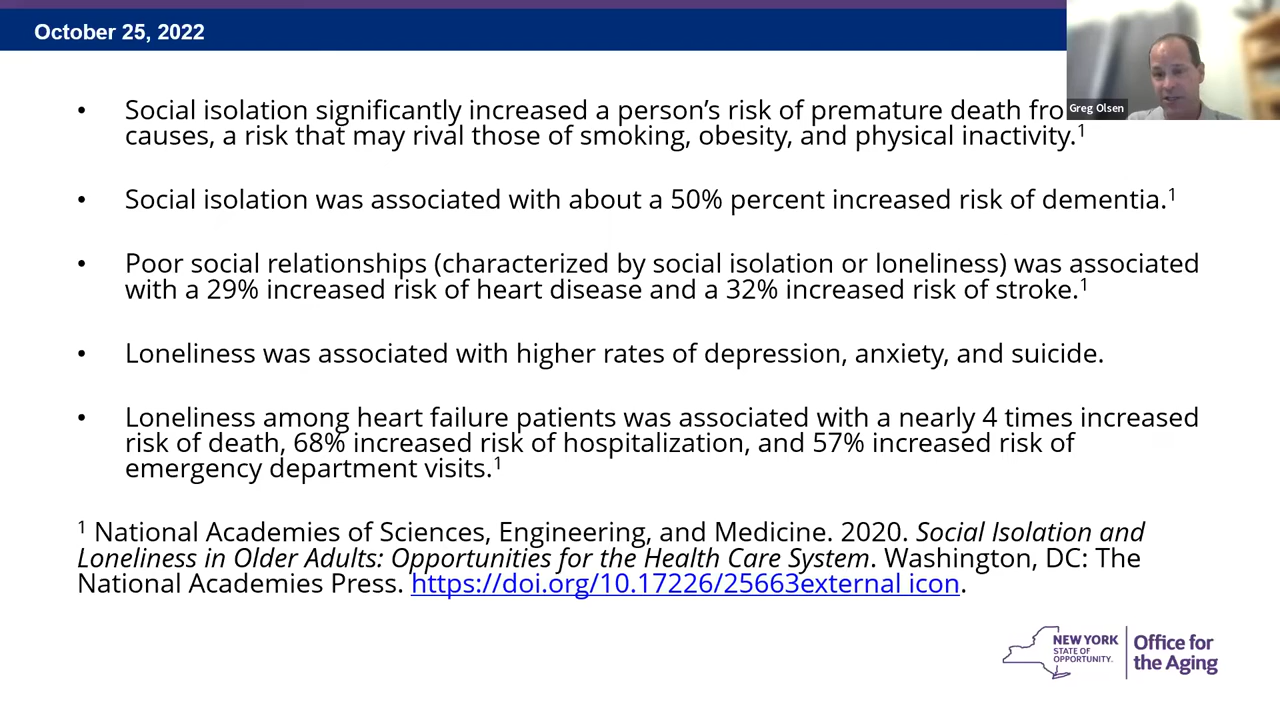 October 25, 2022
Greg Olsen
• Social isolation significantly increased a person’s risk of premature death
causes, a risk that may rival those of smoking, obesity, and physical inactivity.¹
• Social isolation was associated with about a 50% percent increased risk of dementia.¹
• Poor social relationships (characterized by social isolation or loneliness) was associated
with a 29% increased risk of heart disease and a 32% increased risk of stroke.¹
• Loneliness was associated with higher rates of depression, anxiety, and suicide.
• Loneliness among heart failure patients was associated with a nearly 4 times increased
risk of death, 68% increased risk of hospitalization, and 57% increased risk of
emergency department visits.¹
¹ National Academies of Sciences, Engineering, and Medicine. 2020. Social Isolation and
Loneliness in Older Adults: Opportunities for the Health Care System. Washington, DC: The
National Academies Press. https://doi.org/10.17226/25663external icon.
NEW YORK
STATE OF
OPPORTUNITY.
Office for
the Aging